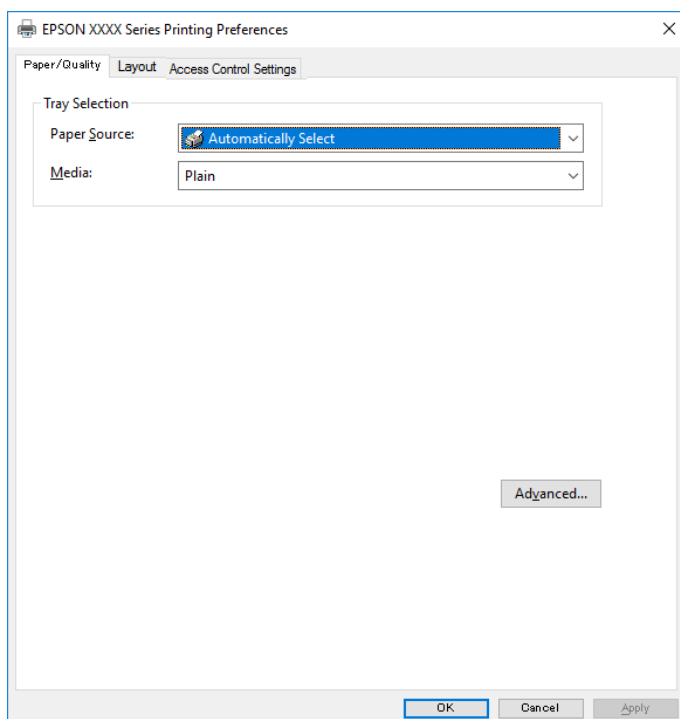 EPSON XXXX Series Printing Preferences
Paper/Quality Layout Access Control Settings
Tray Selection
Paper Source: Automatically Select
Media: Plain
Advanced...
OK Cancel Apply